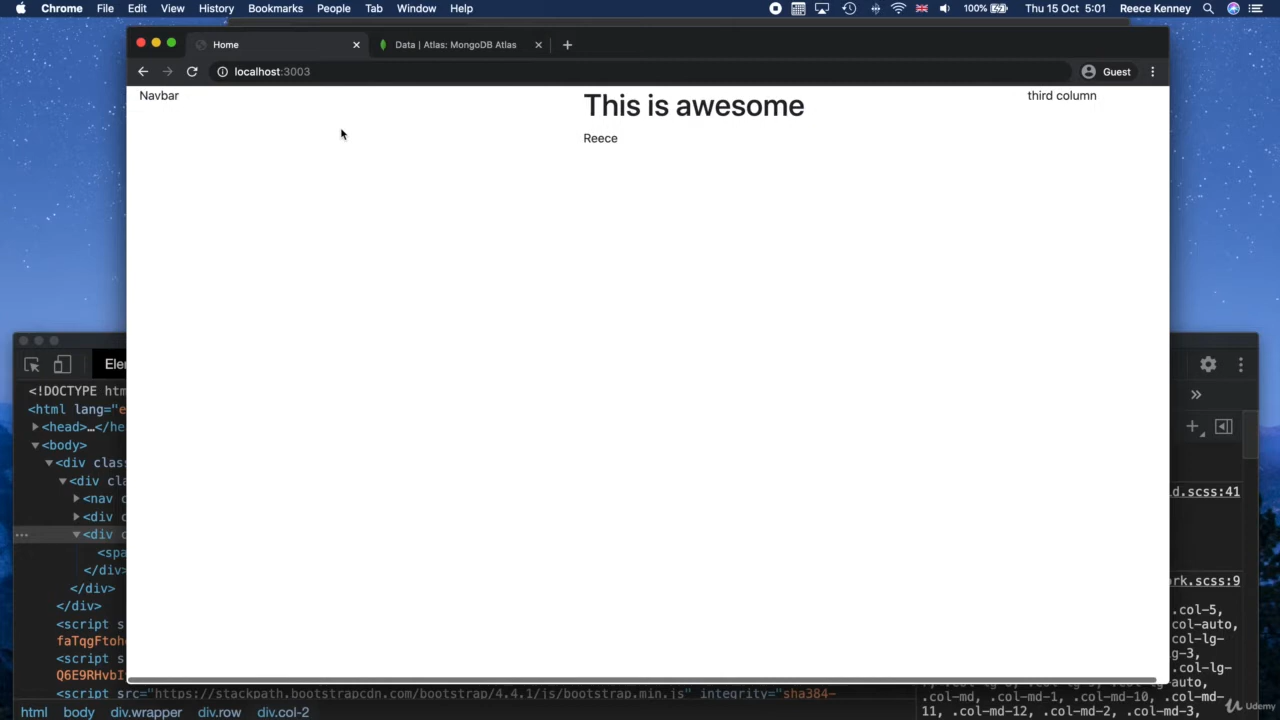 Chrome File Edit View History Bookmarks People Tab Window Help 100% Thu 15 Oct 5:01 Reece Kenney
Home Data | Atlas: MongoDB Atlas
localhost:3003 Guest
Navbar This is awesome third column
Reece
<!DOCTYPE htm
<html lang="e
<head>…</he
<body>
<div clas
<div cla
<nav c
<div c
<div c
<spa
</div>
</div>
</div>
<script s
faTqgFtoh
<script s
Q6E9RHvbI
<script src="https://stackpath.bootstrapcdn.com/bootstrap/4.4.1/js/bootstrap.min.js" integrity="sha384-
html body div.wrapper div.row div.col-2
Ele
d.scss:41
rk.scss:9
.col-5,
col-auto,
col-lg-
g-3,
.col-lg-
auto,
.col-md, .col-md-1, .col-md-10, .col-md-
11, .col-md-12, .col-md-2, .col-md-3,
Udemy